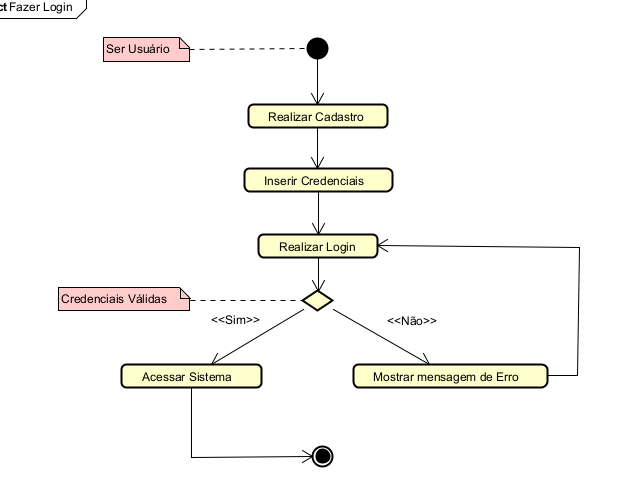 ct Fazer Login
Ser Usuário
Realizar Cadastro
Inserir Credenciais
Realizar Login
Credenciais Válidas
<<Sim>>
<<Não>>
Acessar Sistema
Mostrar mensagem de Erro